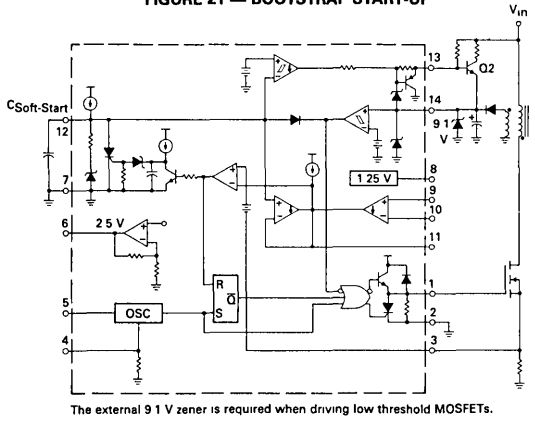 FIGURE 21 — BOOTSTRAP START-UP
Vin
13
Q2
CSoft-Start
12
14
9 1
V
7
8
1 25 V
9
10
6
2 5 V
11
R
Q
S
1
5
OSC
2
4
3
The external 9 1 V zener is required when driving low threshold MOSFETs.